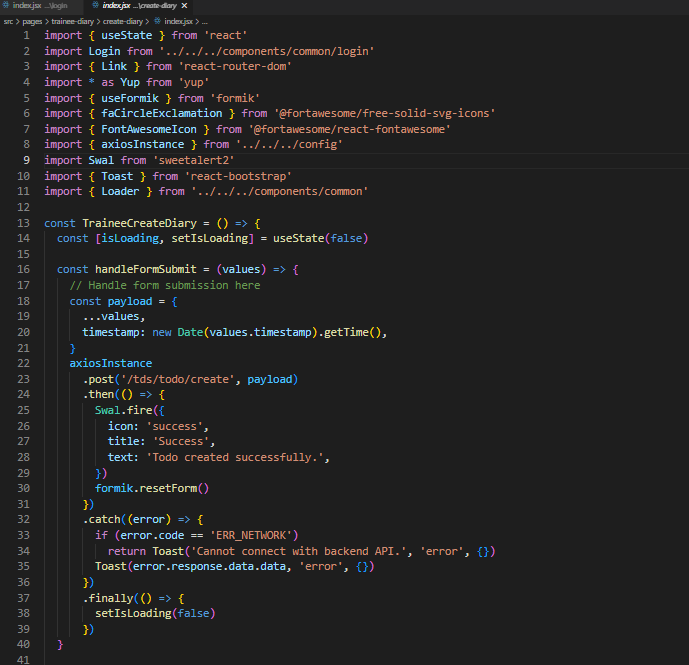 index.jsx ...\login index.jsx ...\create-diary ×
src > pages > trainee-diary > create-diary > index.jsx > ...
1 import { useState } from 'react'
2 import Login from '../../../components/common/login'
3 import { Link } from 'react-router-dom'
4 import * as Yup from 'yup'
5 import { useFormik } from 'formik'
6 import { faCircleExclamation } from '@fortawesome/free-solid-svg-icons'
7 import { FontAwesomeIcon } from '@fortawesome/react-fontawesome'
8 import { axiosInstance } from '../../../config'
9 import Swal from 'sweetalert2'
10 import { Toast } from 'react-bootstrap'
11 import { Loader } from '../../../components/common'
12
13 const TraineeCreateDiary = () => {
14   const [isLoading, setIsLoading] = useState(false)
15
16   const handleFormSubmit = (values) => {
17     // Handle form submission here
18     const payload = {
19       ...values,
20       timestamp: new Date(values.timestamp).getTime(),
21     }
22     axiosInstance
23       .post('/tds/todo/create', payload)
24       .then(() => {
25         Swal.fire({
26           icon: 'success',
27           title: 'Success',
28           text: 'Todo created successfully.',
29         })
30         formik.resetForm()
31       })
32       .catch((error) => {
33         if (error.code == 'ERR_NETWORK')
34           return Toast('Cannot connect with backend API.', 'error', {})
35         Toast(error.response.data.data, 'error', {})
36       })
37       .finally(() => {
38         setIsLoading(false)
39       })
40   }
41